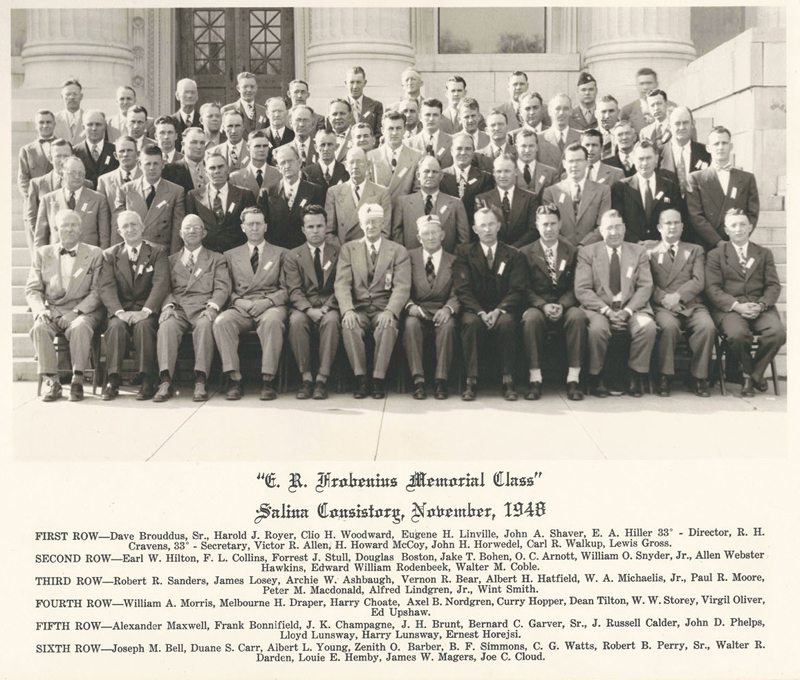 "E. R. Frobenius Memorial Class"
Salina Consistory, November, 1948
FIRST ROW—Dave Brouddus, Sr., Harold J. Royer, Clio H. Woodward, Eugene H. Linville, John A. Shaver, E. A. Hiller 33° - Director, R. H.
Cravens, 33° - Secretary, Victor R. Allen, H. Howard McCoy, John H. Horwedel, Carl R. Walkup, Lewis Gross.
SECOND ROW—Earl W. Hilton, F. L. Collins, Forrest J. Stull, Douglas Boston, Jake T. Bohen, O. C. Arnott, William O. Snyder, Jr., Allen Webster
Hawkins, Edward William Rodenbeek, Walter M. Coble.
THIRD ROW—Robert R. Sanders, James Losey, Archie W. Ashbaugh, Vernon R. Bear, Albert H. Hatfield, W. A. Michaelis, Jr., Paul R. Moore,
Peter M. Macdonald, Alfred Lindgren, Jr., Wint Smith.
FOURTH ROW—William A. Morris, Melbourne H. Draper, Harry Choate, Axel B. Nordgren, Curry Hopper, Dean Tilton, W. W. Storey, Virgil Oliver,
Ed Upshaw.
FIFTH ROW—Alexander Maxwell, Frank Bonnifield, J. K. Champagne, J. H. Brunt, Bernard C. Garver, Sr., J. Russell Calder, John D. Phelps,
Lloyd Lunsway, Harry Lunsway, Ernest Horejsi.
SIXTH ROW—Joseph M. Bell, Duane S. Carr, Albert L. Young, Zenith O. Barber, B. F. Simmons, C. G. Watts, Robert B. Perry, Sr., Walter R.
Darden, Louie E. Hemby, James W. Magers, Joe C. Cloud.